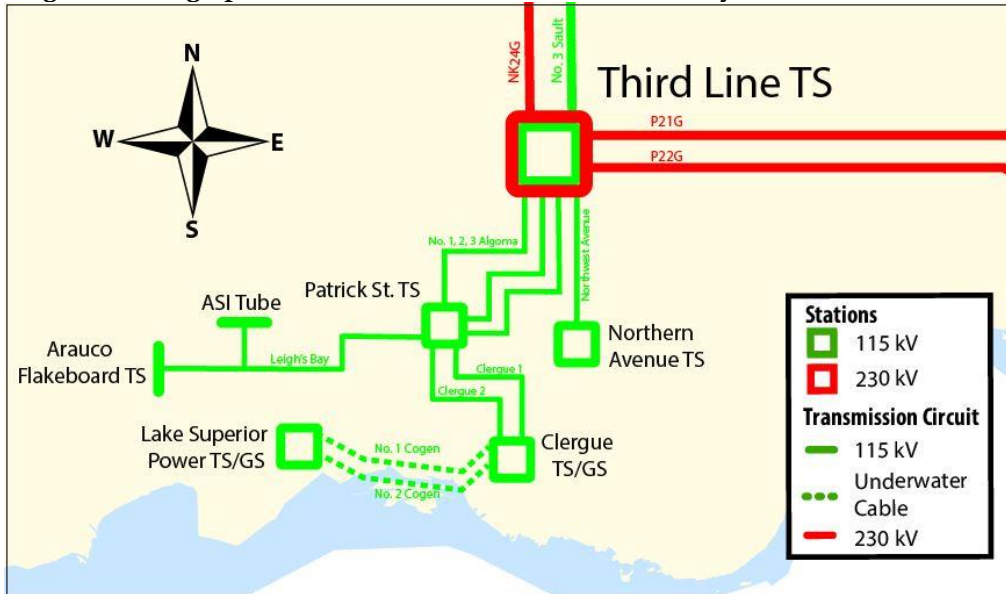 N
W
E
S
NK24G
No. 3 Sault
Third Line TS
P21G
P22G
No. 1, 2, 3 Algoma
Northwest Avenue
Patrick St. TS
ASI Tube
Arauco
Flakeboard TS
Leigh's Bay
Northern
Avenue TS
Clergue 1
Clergue 2
Lake Superior
Power TS/GS
No. 1 Cogen
No. 2 Cogen
Clergue
TS/GS
Stations
115 kV
230 kV
Transmission Circuit
115 kV
Underwater
Cable
230 kV